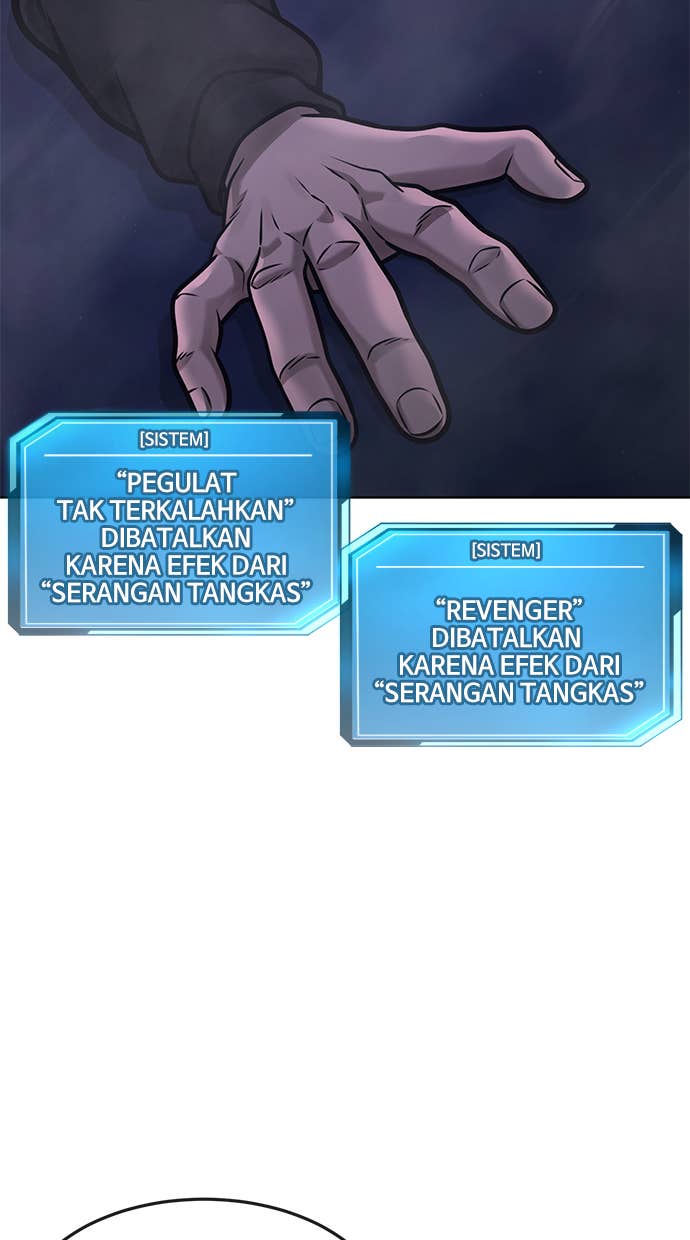 [SISTEM]
“PEGULAT
TAK TERKALAHKAN”
DIBATALKAN
KARENA EFEK DARI
“SERANGAN TANGKAS”
[SISTEM]
“REVENGER”
DIBATALKAN
KARENA EFEK DARI
“SERANGAN TANGKAS”